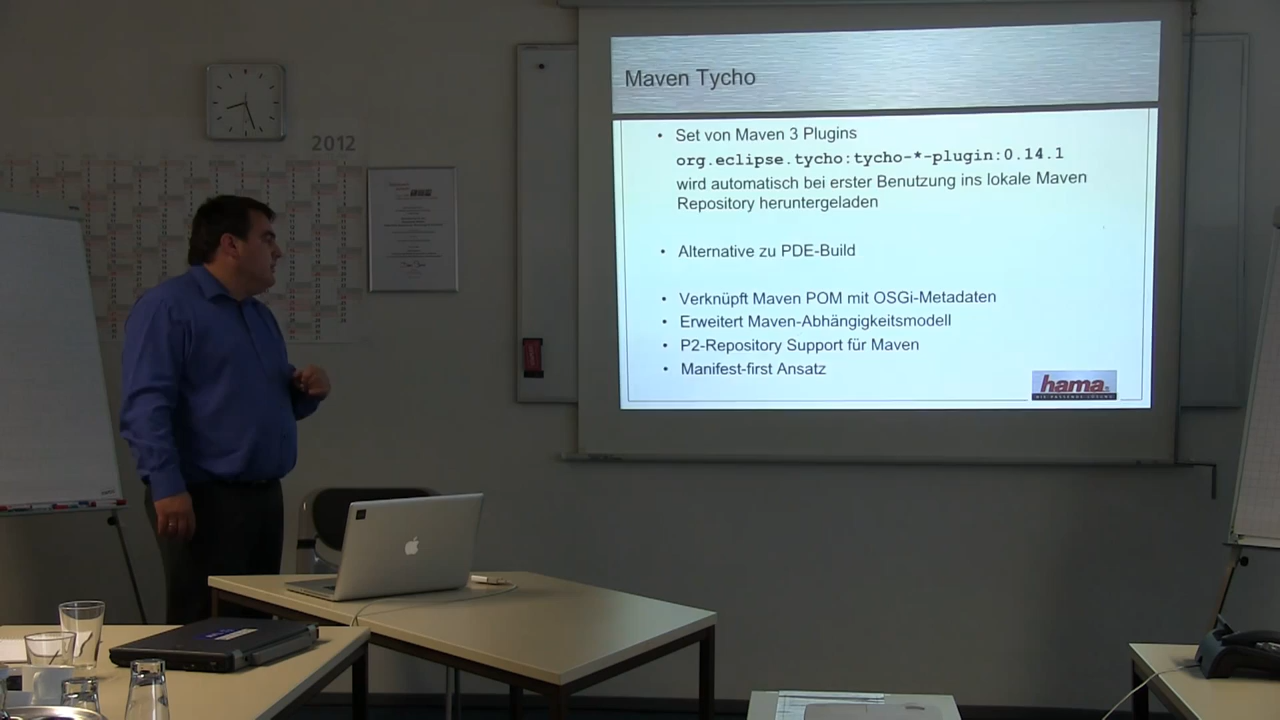 2012
Maven Tycho
• Set von Maven 3 Plugins
org.eclipse.tycho:tycho-*-plugin:0.14.1
wird automatisch bei erster Benutzung ins lokale Maven
Repository heruntergeladen
• Alternative zu PDE-Build
• Verknüpft Maven POM mit OSGi-Metadaten
• Erweitert Maven-Abhängigkeitsmodell
• P2-Repository Support für Maven
• Manifest-first Ansatz
hama